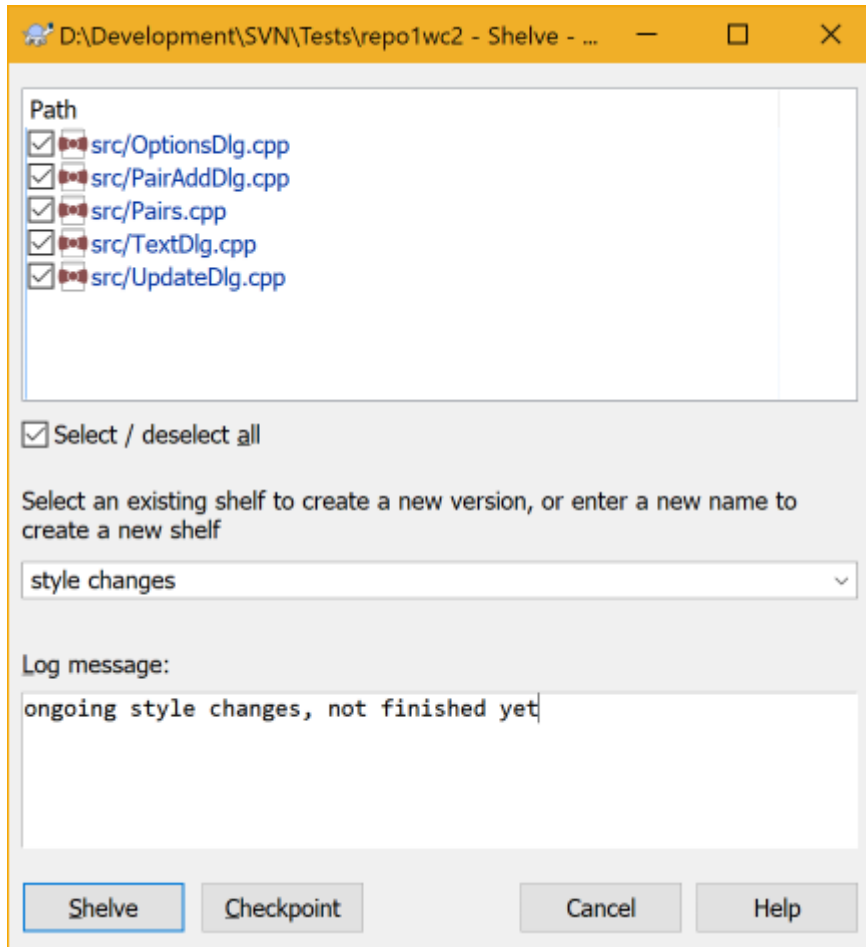 D:\Development\SVN\Tests\repo1wc2 - Shelve - ...
Path
src/OptionsDlg.cpp
src/PairAddDlg.cpp
src/Pairs.cpp
src/TextDlg.cpp
src/UpdateDlg.cpp
Select / deselect all
Select an existing shelf to create a new version, or enter a new name to
create a new shelf
style changes
Log message:
ongoing style changes, not finished yet
Shelve Checkpoint Cancel Help